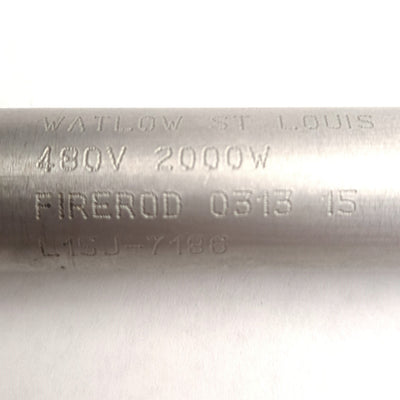 WATLOW ST LOUIS
480V 2000W
FIREROD 0313 15
L15J-7186